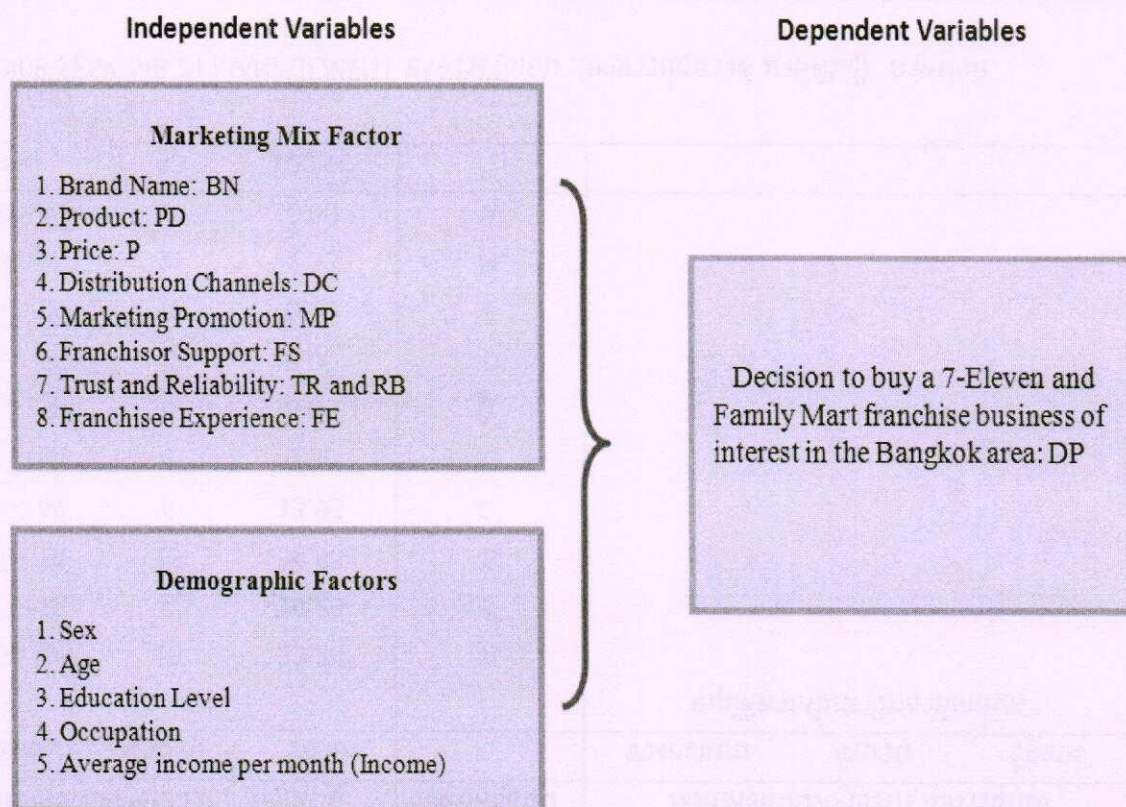 Independent Variables
Dependent Variables
Marketing Mix Factor
1. Brand Name: BN
2. Product: PD
3. Price: P
4. Distribution Channels: DC
5. Marketing Promotion: MP
6. Franchisor Support: FS
7. Trust and Reliability: TR and RB
8. Franchisee Experience: FE
Decision to buy a 7-Eleven and
Family Mart franchise business of
interest in the Bangkok area: DP
Demographic Factors
1. Sex
2. Age
3. Education Level
4. Occupation
5. Average income per month (Income)